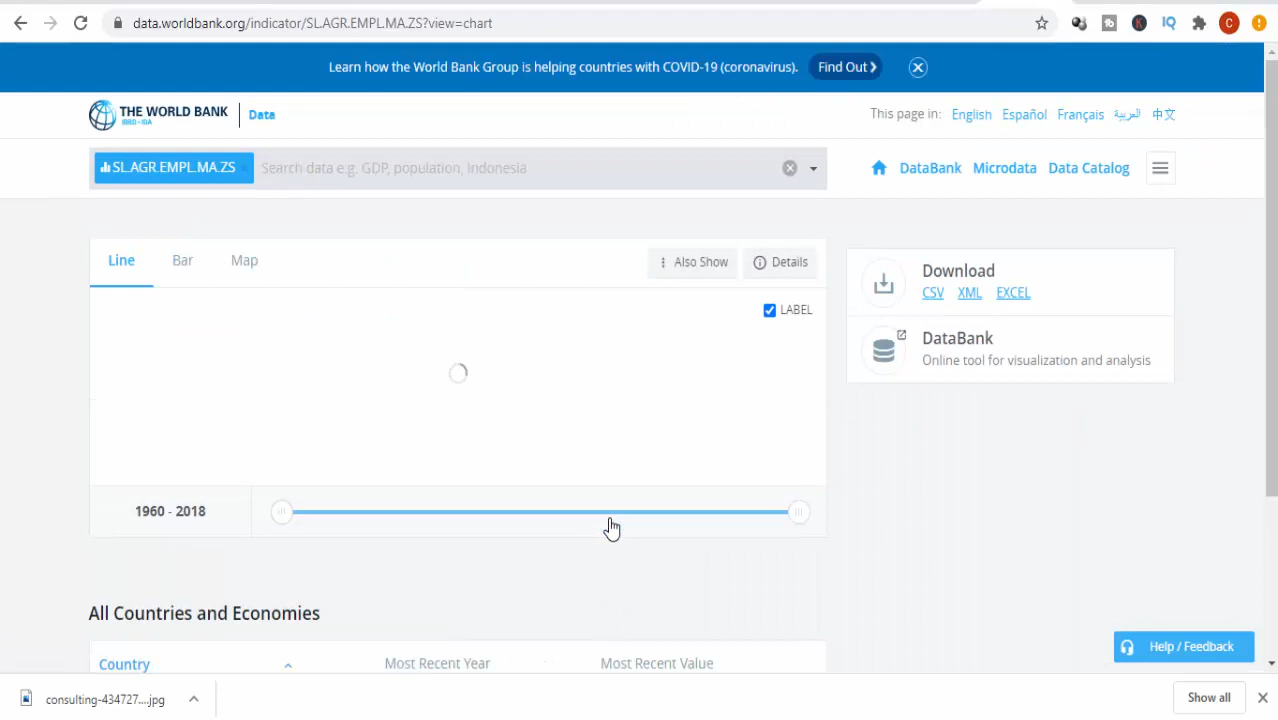 data.worldbank.org/indicator/SL.AGR.EMPL.MA.ZS?view=chart
C
Learn how the World Bank Group is helping countries with COVID-19 (coronavirus). Find Out
THE WORLD BANK
IBRD • IDA
Data
This page in: English Español Français العربية 中文
SL.AGR.EMPL.MA.ZS Search data e.g. GDP, population, Indonesia
DataBank Microdata Data Catalog
Line Bar Map Also Show Details
LABEL
Download
CSV XML EXCEL
DataBank
Online tool for visualization and analysis
1960 - 2018
All Countries and Economies
Country Most Recent Year Most Recent Value
Help / Feedback
consulting-434727....jpg
Show all